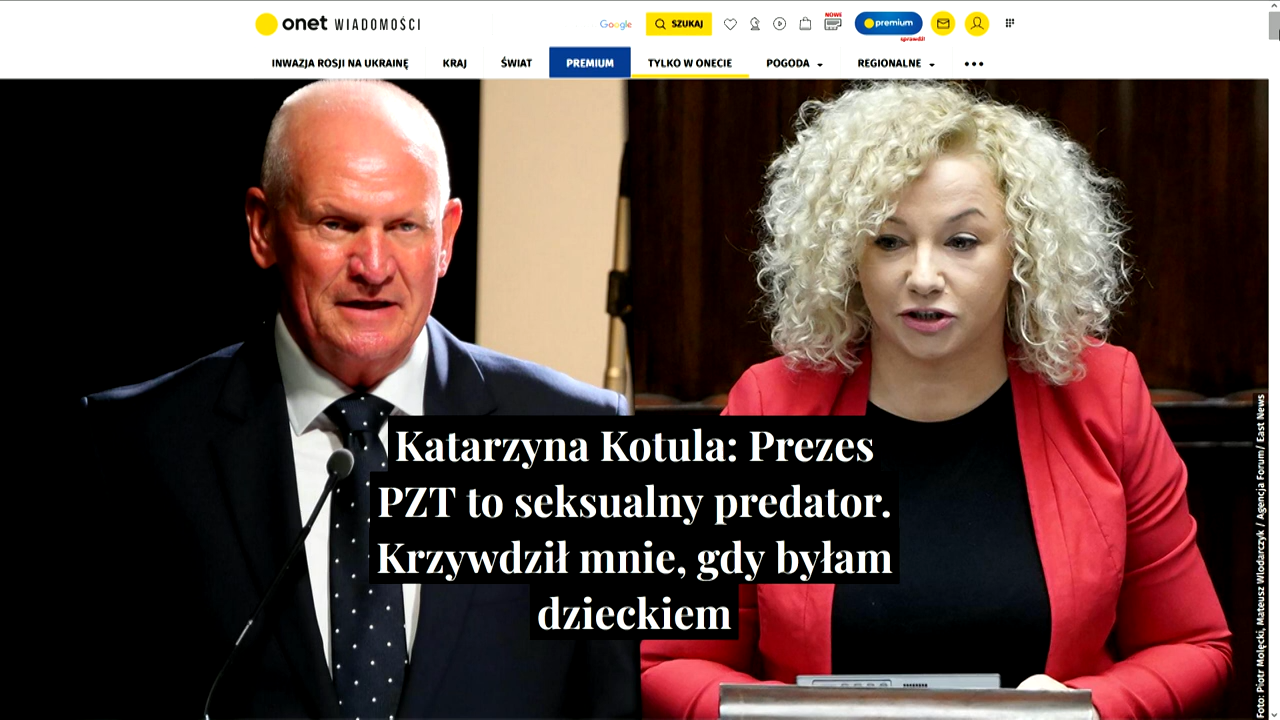 onet WIADOMOŚCI
Google
SZUKAJ
NOWE
premium
sprawdź!
INWAZJA ROSJI NA UKRAINĘ KRAJ ŚWIAT PREMIUM TYLKO W ONECIE POGODA REGIONALNE
Katarzyna Kotula: Prezes
PZT to seksualny predator.
Krzywdził mnie, gdy byłam
dzieckiem
Foto: Piotr Molęcki, Mateusz Wlodarczyk / Agencja Forum / East News